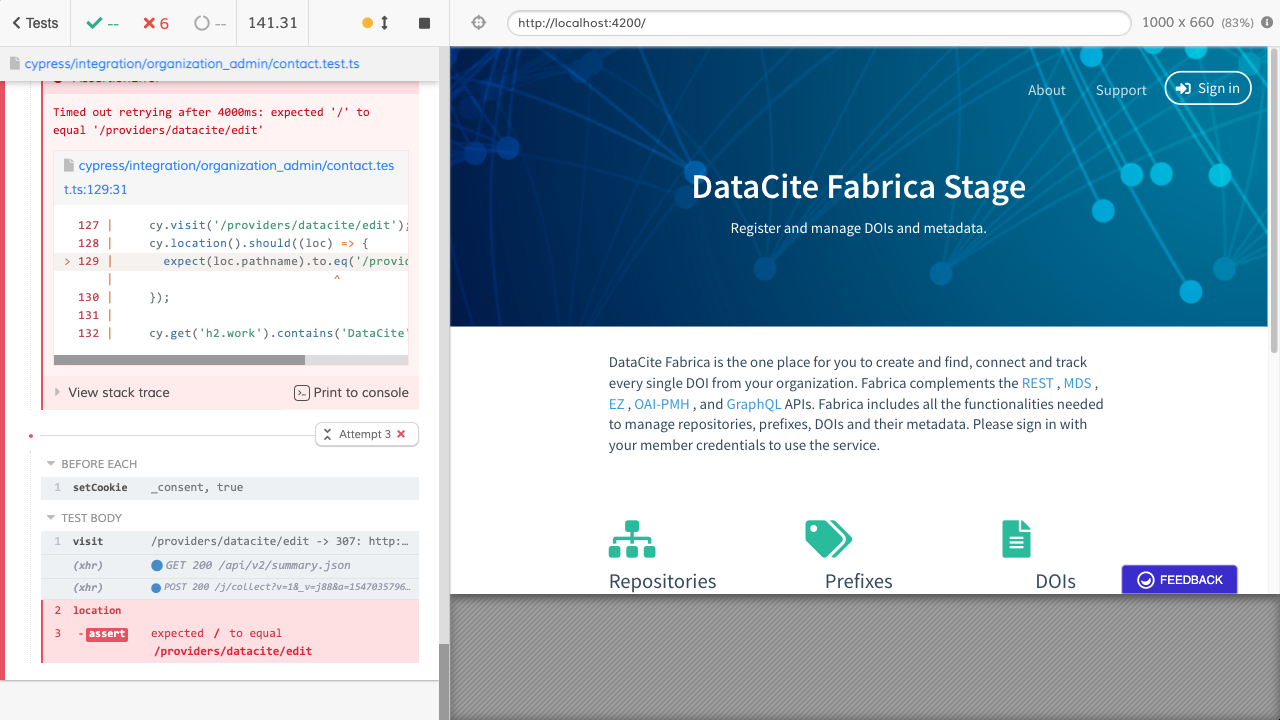 Tests
--
6
--
141.31
http://localhost:4200/
1000 x 660 (83%)
cypress/integration/organization_admin/contact.test.ts
Timed out retrying after 4000ms: expected '/' to
equal '/providers/datacite/edit'
cypress/integration/organization_admin/contact.tes
t.ts:129:31
127 | cy.visit('/providers/datacite/edit');
128 | cy.location().should((loc) => {
> 129 | expect(loc.pathname).to.eq('/provid
| ^
130 | });
131 |
132 | cy.get('h2.work').contains('DataCite'
View stack trace
Print to console
Attempt 3
BEFORE EACH
1 setCookie _consent, true
TEST BODY
1 visit /providers/datacite/edit -> 307: http:…
(xhr) GET 200 /api/v2/summary.json
(xhr) POST 200 /j/collect?v=1&_v=j88&a=1547035796…
2 location
3 -assert expected / to equal
/providers/datacite/edit
About
Support
Sign in
DataCite Fabrica Stage
Register and manage DOIs and metadata.
DataCite Fabrica is the one place for you to create and find, connect and track
every single DOI from your organization. Fabrica complements the REST , MDS ,
EZ , OAI-PMH , and GraphQL APIs. Fabrica includes all the functionalities needed
to manage repositories, prefixes, DOIs and their metadata. Please sign in with
your member credentials to use the service.
Repositories
Prefixes
DOIs
FEEDBACK